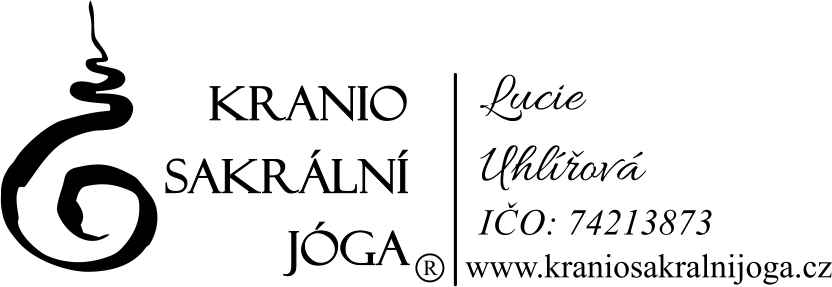 KRANIO
SAKRÁLNÍ
JÓGA®
Lucie
Uhlířová
IČO: 74213873
www.kraniosakralnijoga.cz